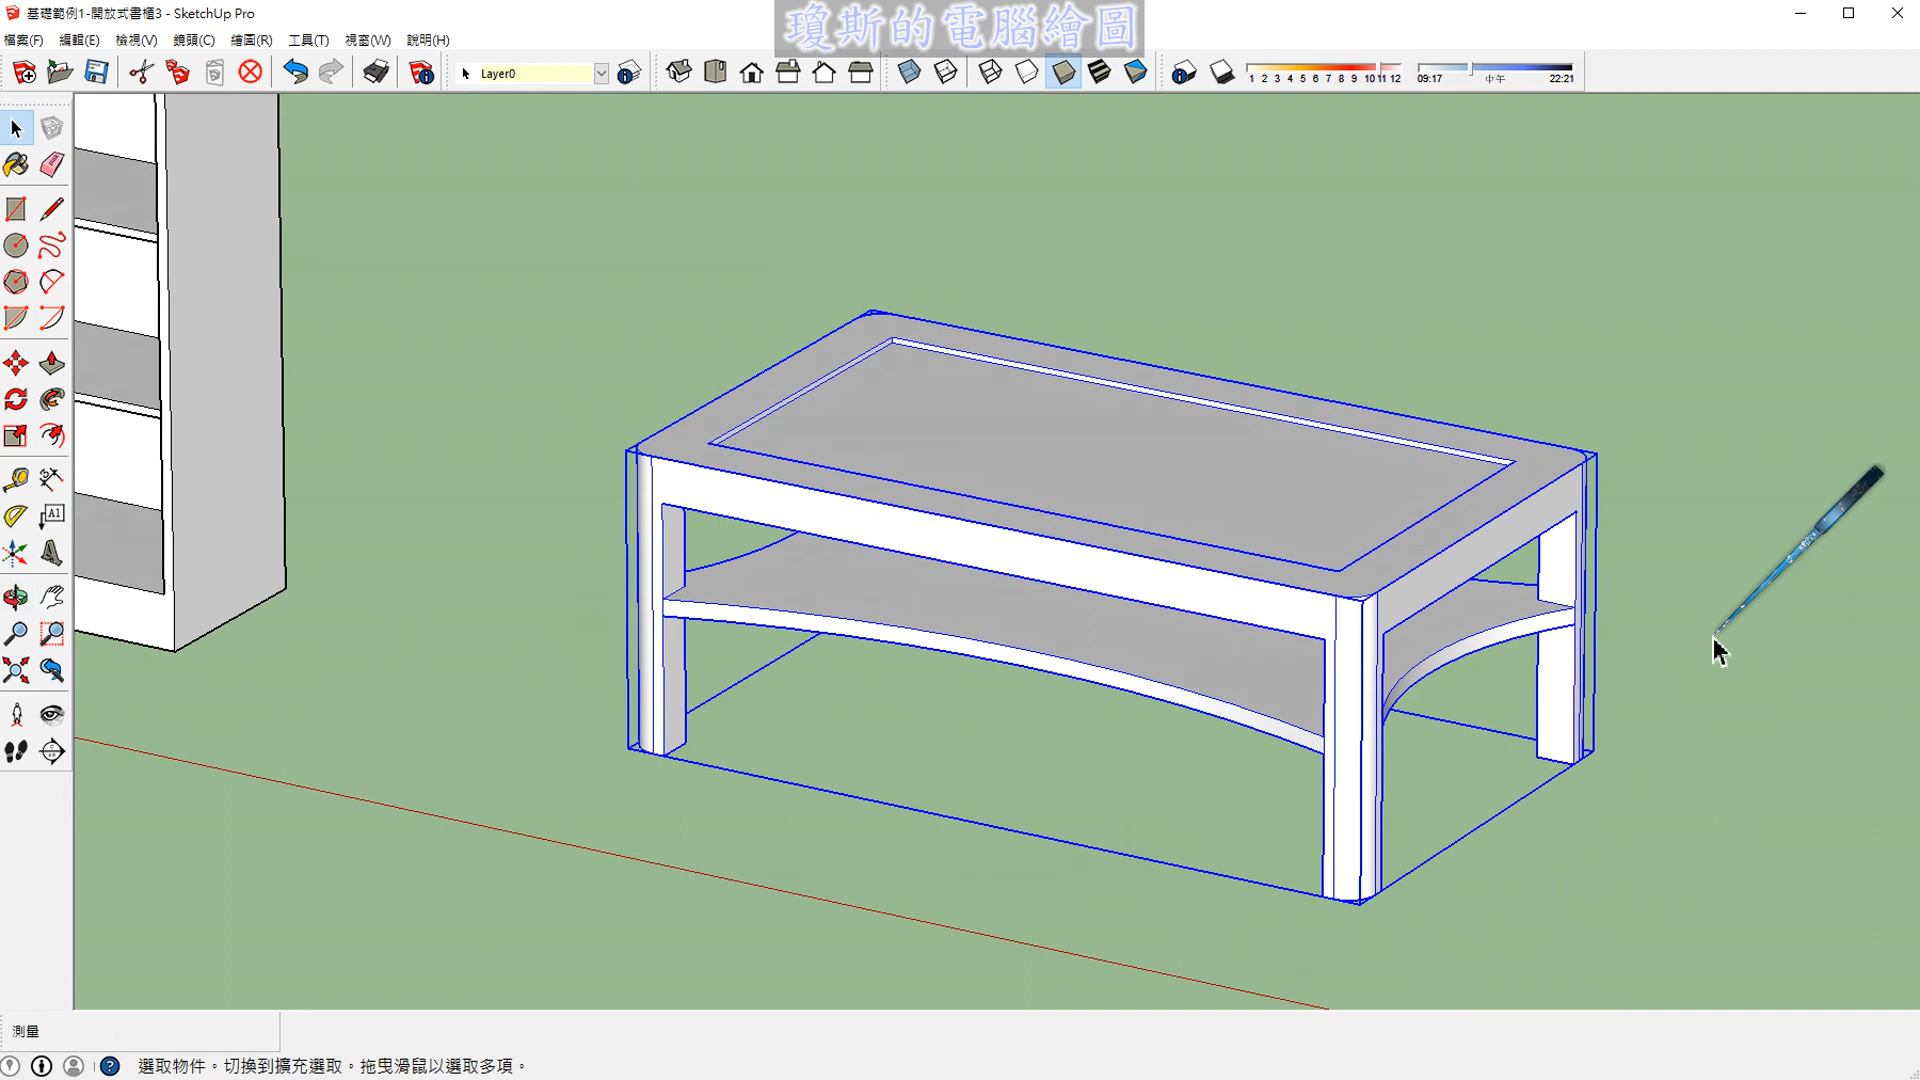 基礎範例1-開放式書櫃3 - SketchUp Pro
瓊斯的電腦繪圖
檔案(F) 編輯(E) 檢視(V) 鏡頭(C) 繪圖(R) 工具(T) 視窗(W) 說明(H)
Layer0
1 2 3 4 5 6 7 8 9 10 11 12
09:17 中午 22:21
A1
測量
選取物件。切換到擴充選取。拖曳滑鼠以選取多項。